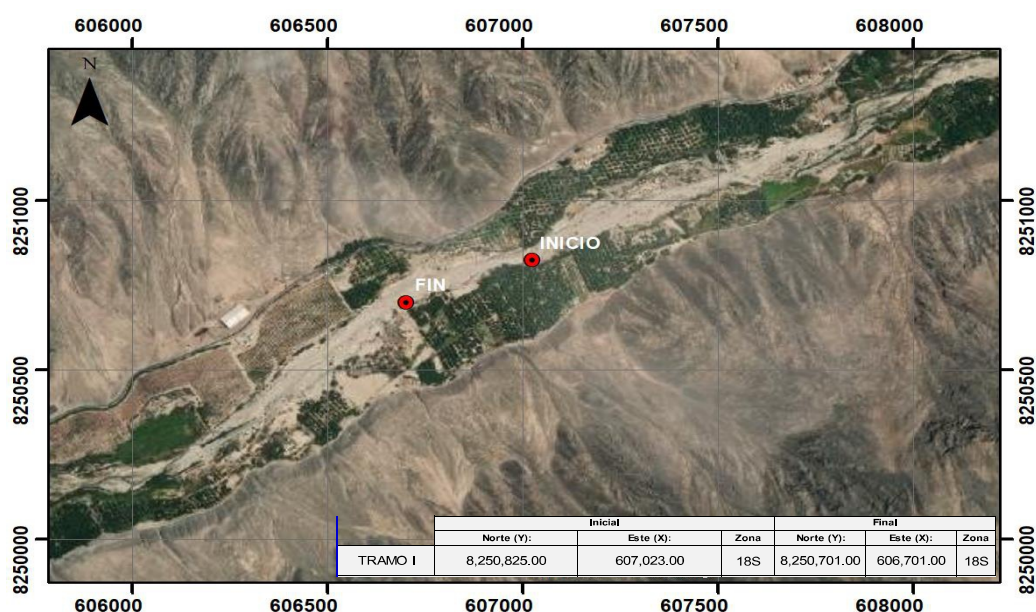 606000 606500 607000 607500 608000
N
8251000 8251000
INICIO
FIN
8250500 8250500
8250000 8250000
Inicial Final
Norte (Y): Este (X): Zona Norte (Y): Este (X): Zona
TRAMO I 8,250,825.00 607,023.00 18S 8,250,701.00 606,701.00 18S
606000 606500 607000 607500 608000